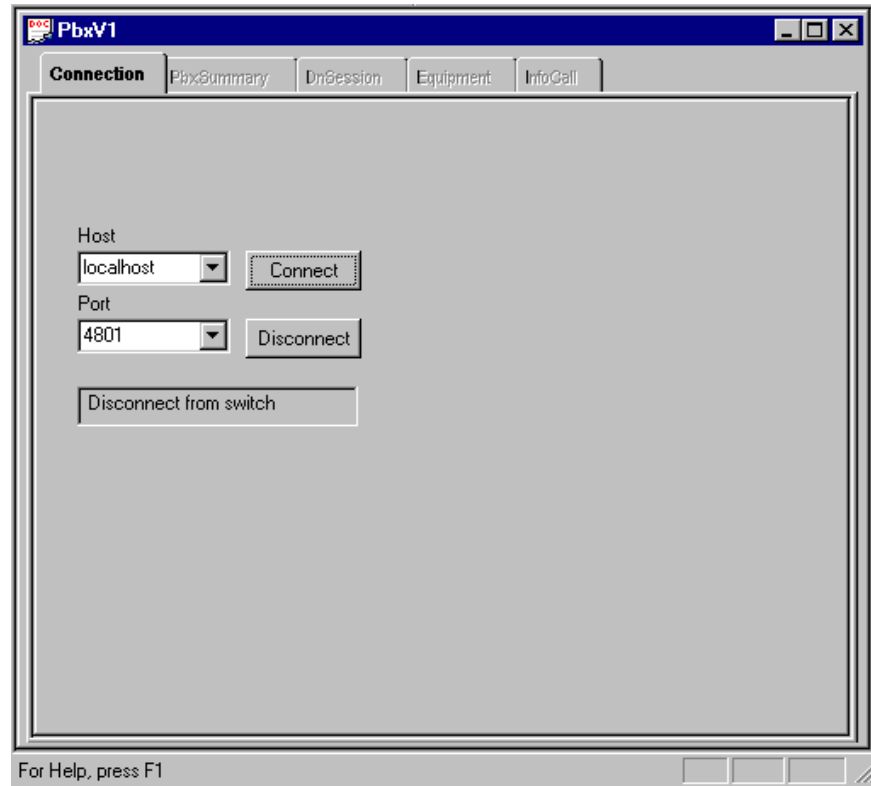 DOC PbxV1
Connection PbxSummary DnSession Equipment InfoCall
Host
localhost Connect
Port
4801 Disconnect
Disconnect from switch
For Help, press F1